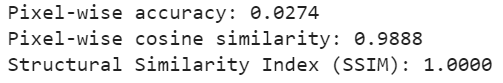 Pixel-wise accuracy: 0.0274
Pixel-wise cosine similarity: 0.9888
Structural Similarity Index (SSIM): 1.0000